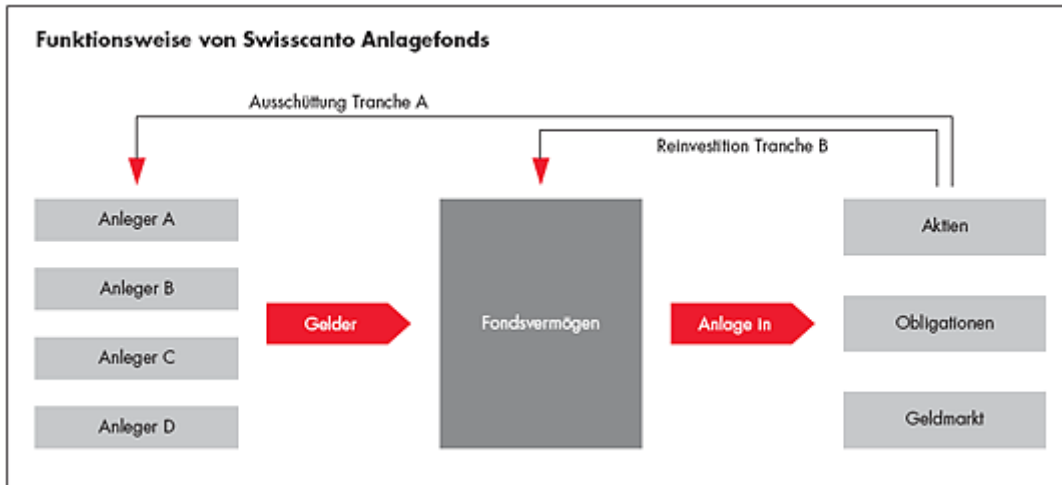 Funktionsweise von Swisscanto Anlagefonds
Ausschüttung Tranche A
Reinvestition Tranche B
Anleger A
Anleger B
Anleger C
Anleger D
Gelder
Fondsvermögen
Anlage in
Aktien
Obligationen
Geldmarkt